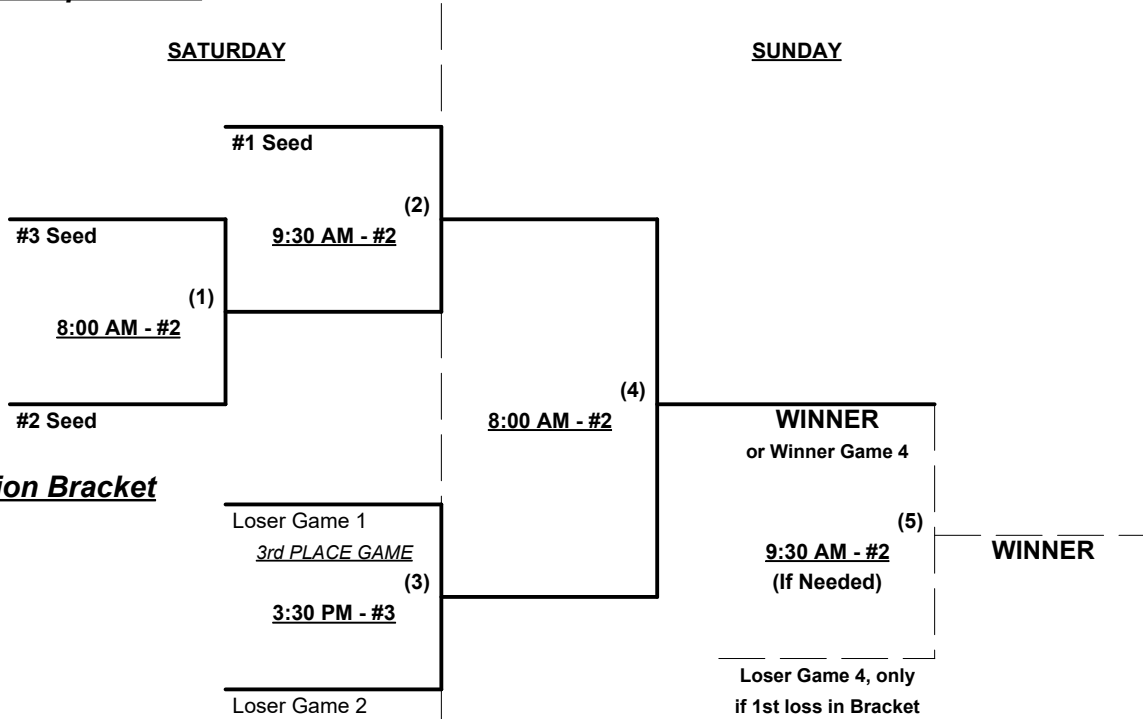 SATURDAY
SUNDAY
#1 Seed
(2)
#3 Seed
9:30 AM - #2
(1)
8:00 AM - #2
(4)
#2 Seed
8:00 AM - #2
WINNER
or Winner Game 4
ion Bracket
Loser Game 1
(5)
3rd PLACE GAME
9:30 AM - #2
WINNER
(3)
(If Needed)
3:30 PM - #3
Loser Game 4, only
Loser Game 2
if 1st loss in Bracket